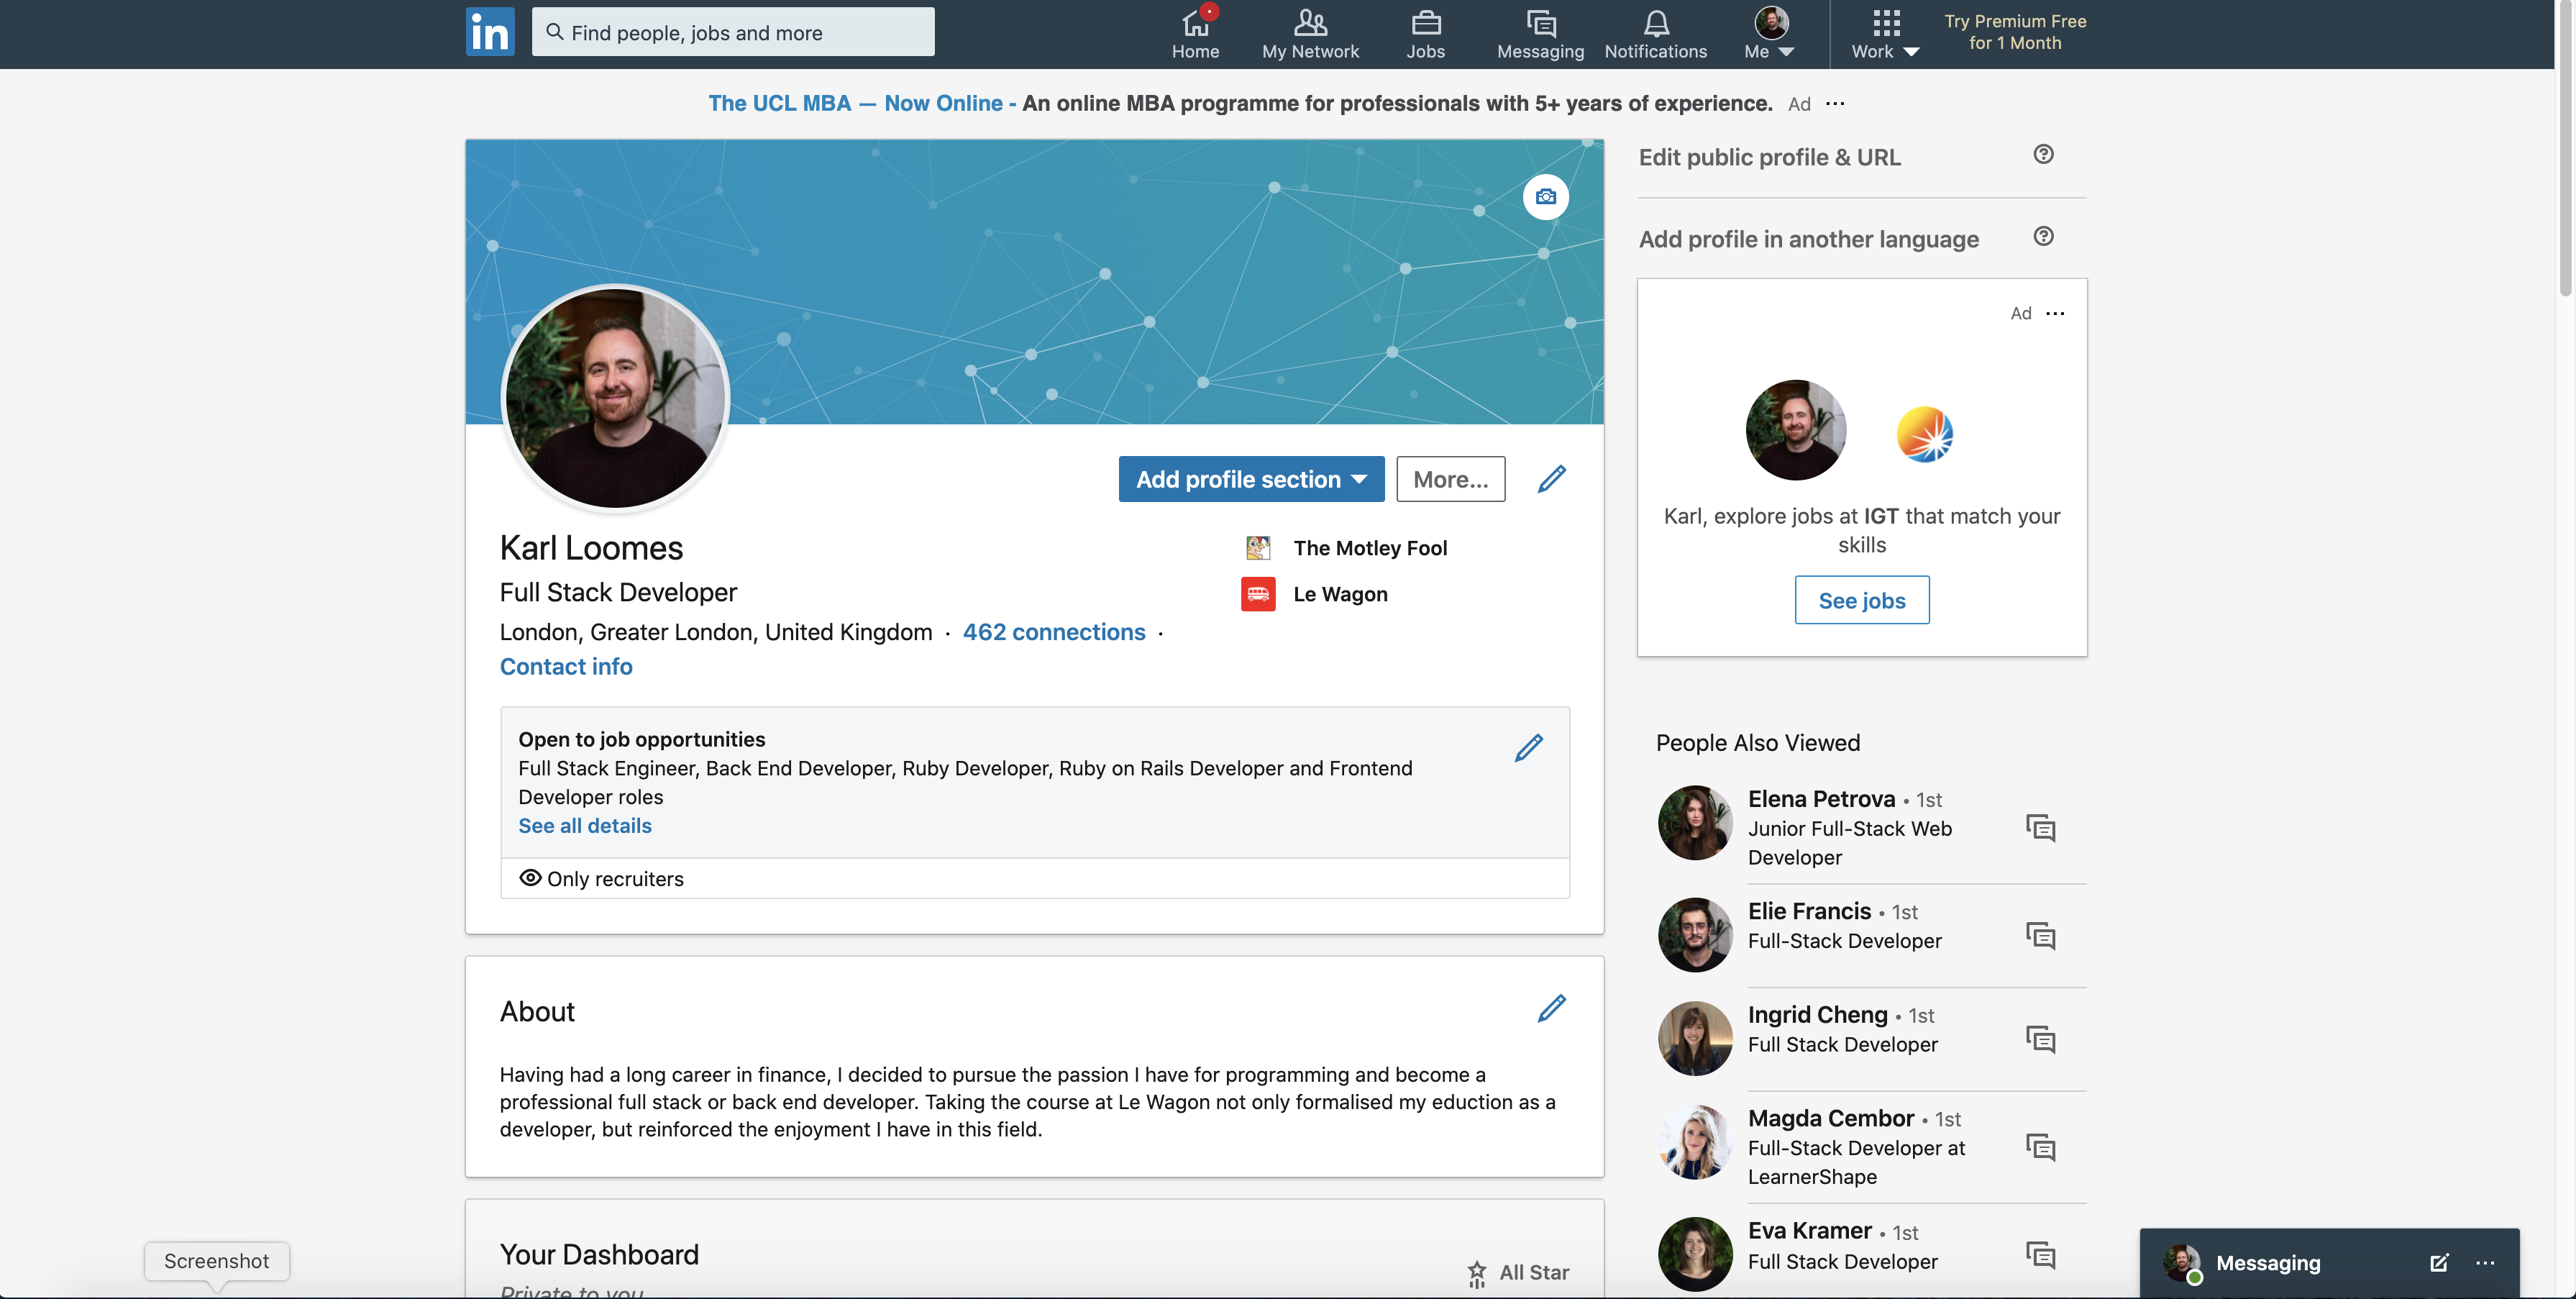 in
Find people, jobs and more
Home
My Network
Jobs
Messaging
Notifications
Me
Work
Try Premium Free
for 1 Month
The UCL MBA — Now Online - An online MBA programme for professionals with 5+ years of experience. Ad ...
Edit public profile & URL
Add profile in another language
Ad ...
Karl, explore jobs at IGT that match your
skills
See jobs
Add profile section
More...
Karl Loomes
Full Stack Developer
London, Greater London, United Kingdom · 462 connections ·
Contact info
The Motley Fool
Le Wagon
Open to job opportunities
Full Stack Engineer, Back End Developer, Ruby Developer, Ruby on Rails Developer and Frontend
Developer roles
See all details
Only recruiters
About
Having had a long career in finance, I decided to pursue the passion I have for programming and become a
professional full stack or back end developer. Taking the course at Le Wagon not only formalised my eduction as a
developer, but reinforced the enjoyment I have in this field.
Your Dashboard
Private to you
All Star
People Also Viewed
Elena Petrova • 1st
Junior Full-Stack Web
Developer
Elie Francis • 1st
Full-Stack Developer
Ingrid Cheng • 1st
Full Stack Developer
Magda Cembor • 1st
Full-Stack Developer at
LearnerShape
Eva Kramer • 1st
Full Stack Developer
Screenshot
Messaging